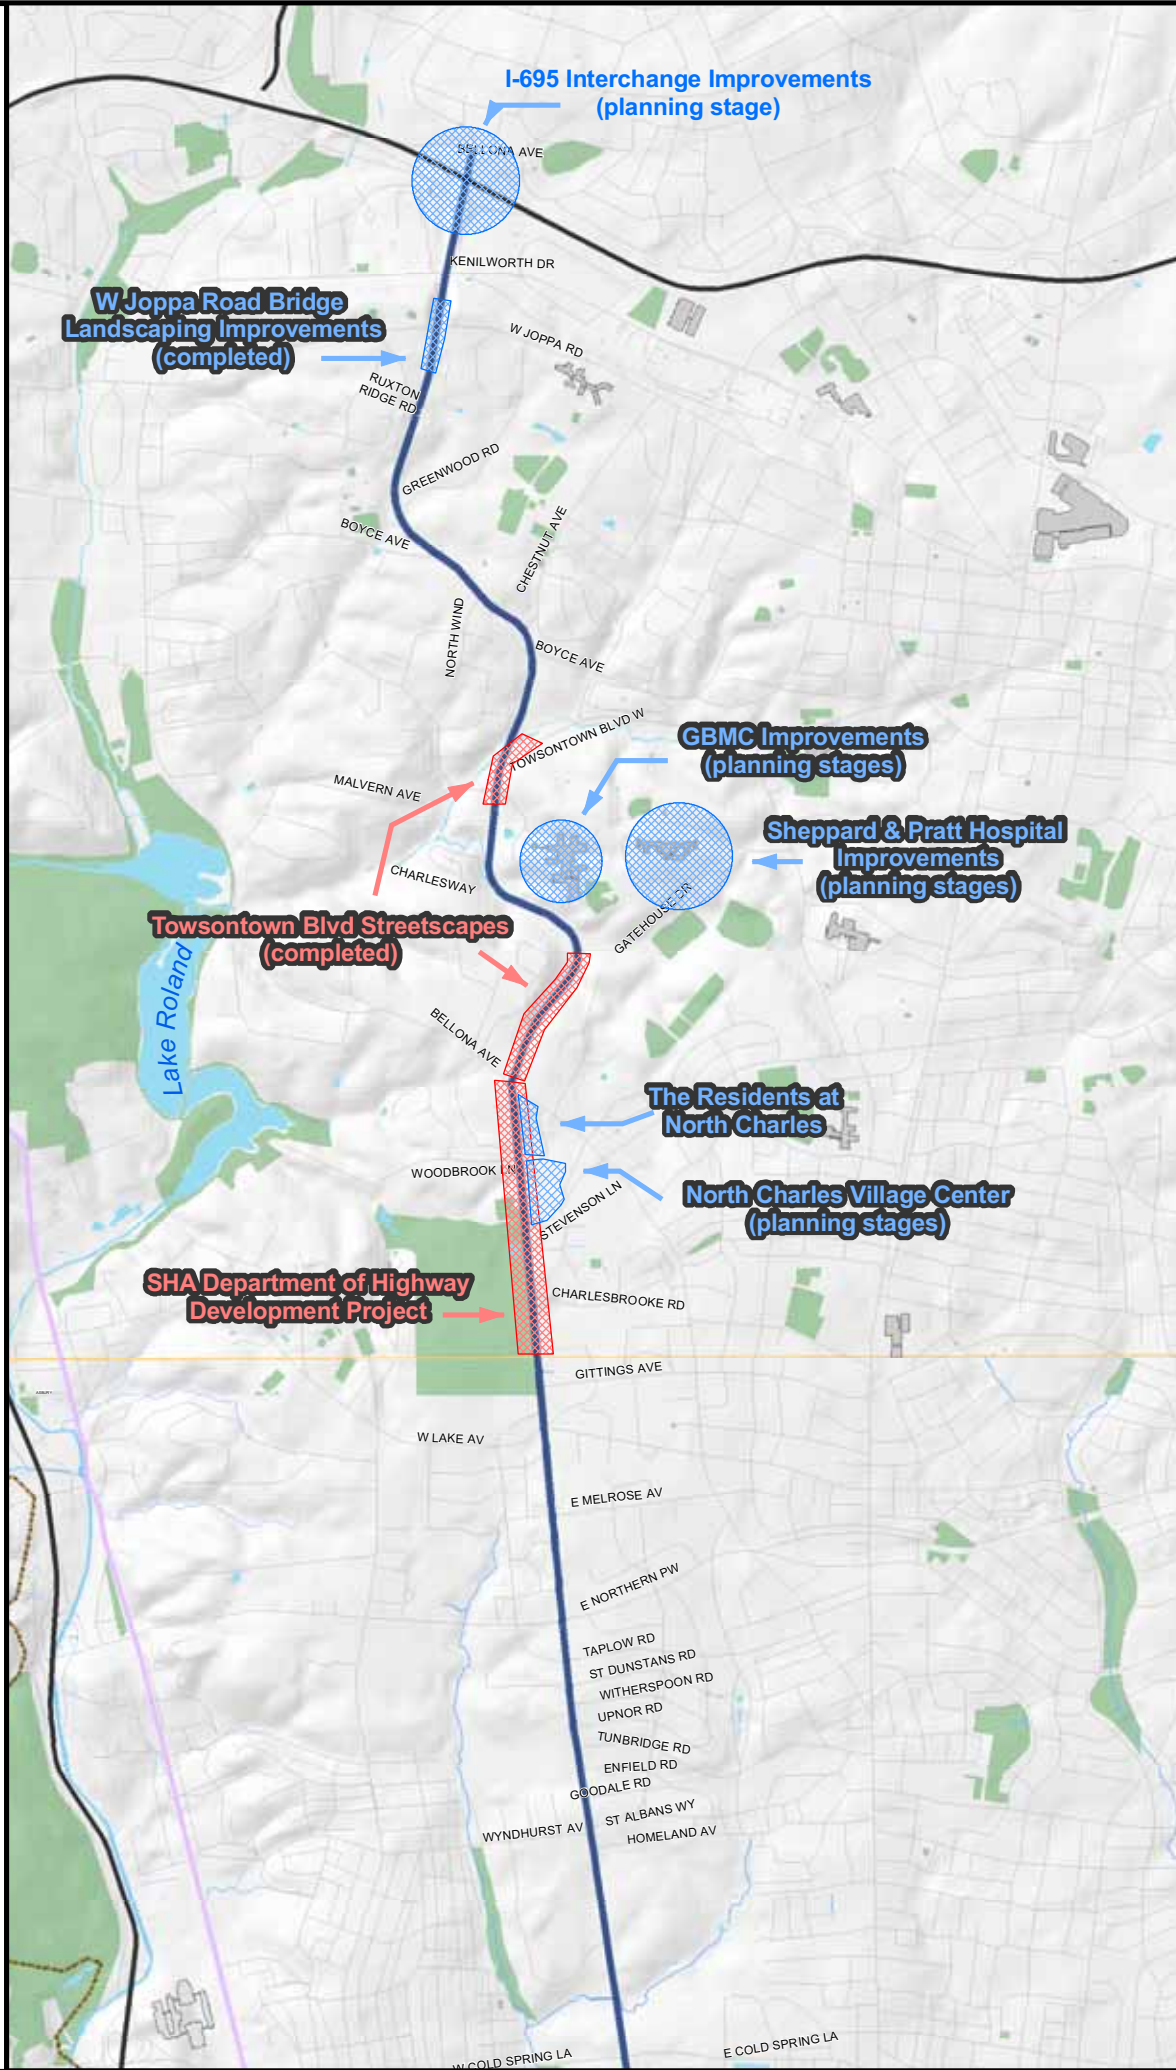 I-695 Interchange Improvements
(planning stage)
BELLONA AVE
KENILWORTH DR
W Joppa Road Bridge
Landscaping Improvements
(completed)
W JOPPA RD
RUXTON
RIDGE RD
GREENWOOD RD
BOYCE AVE
CHESTNUT AVE
NORTH WIND
BOYCE AVE
TOWSONTOWN BLVD W
GBMC Improvements
(planning stages)
MALVERN AVE
Sheppard & Pratt Hospital
Improvements
(planning stages)
CHARLESWAY
GATEHOUSE DR
Towsontown Blvd Streetscapes
(completed)
Lake Roland
BELLONA AVE
The Residents at
North Charles
WOODBROOK LN
North Charles Village Center
(planning stages)
STEVENSON LN
SHA Department of Highway
Development Project
CHARLESBROOKE RD
GITTINGS AVE
W LAKE AV
E MELROSE AV
E NORTHERN PW
TAPLOW RD
ST DUNSTANS RD
WITHERSPOON RD
UPNOR RD
TUNBRIDGE RD
ENFIELD RD
GOODALE RD
ST ALBANS WY
WYNDHURST AV
HOMELAND AV
E COLD SPRING LA
W COLD SPRING LA